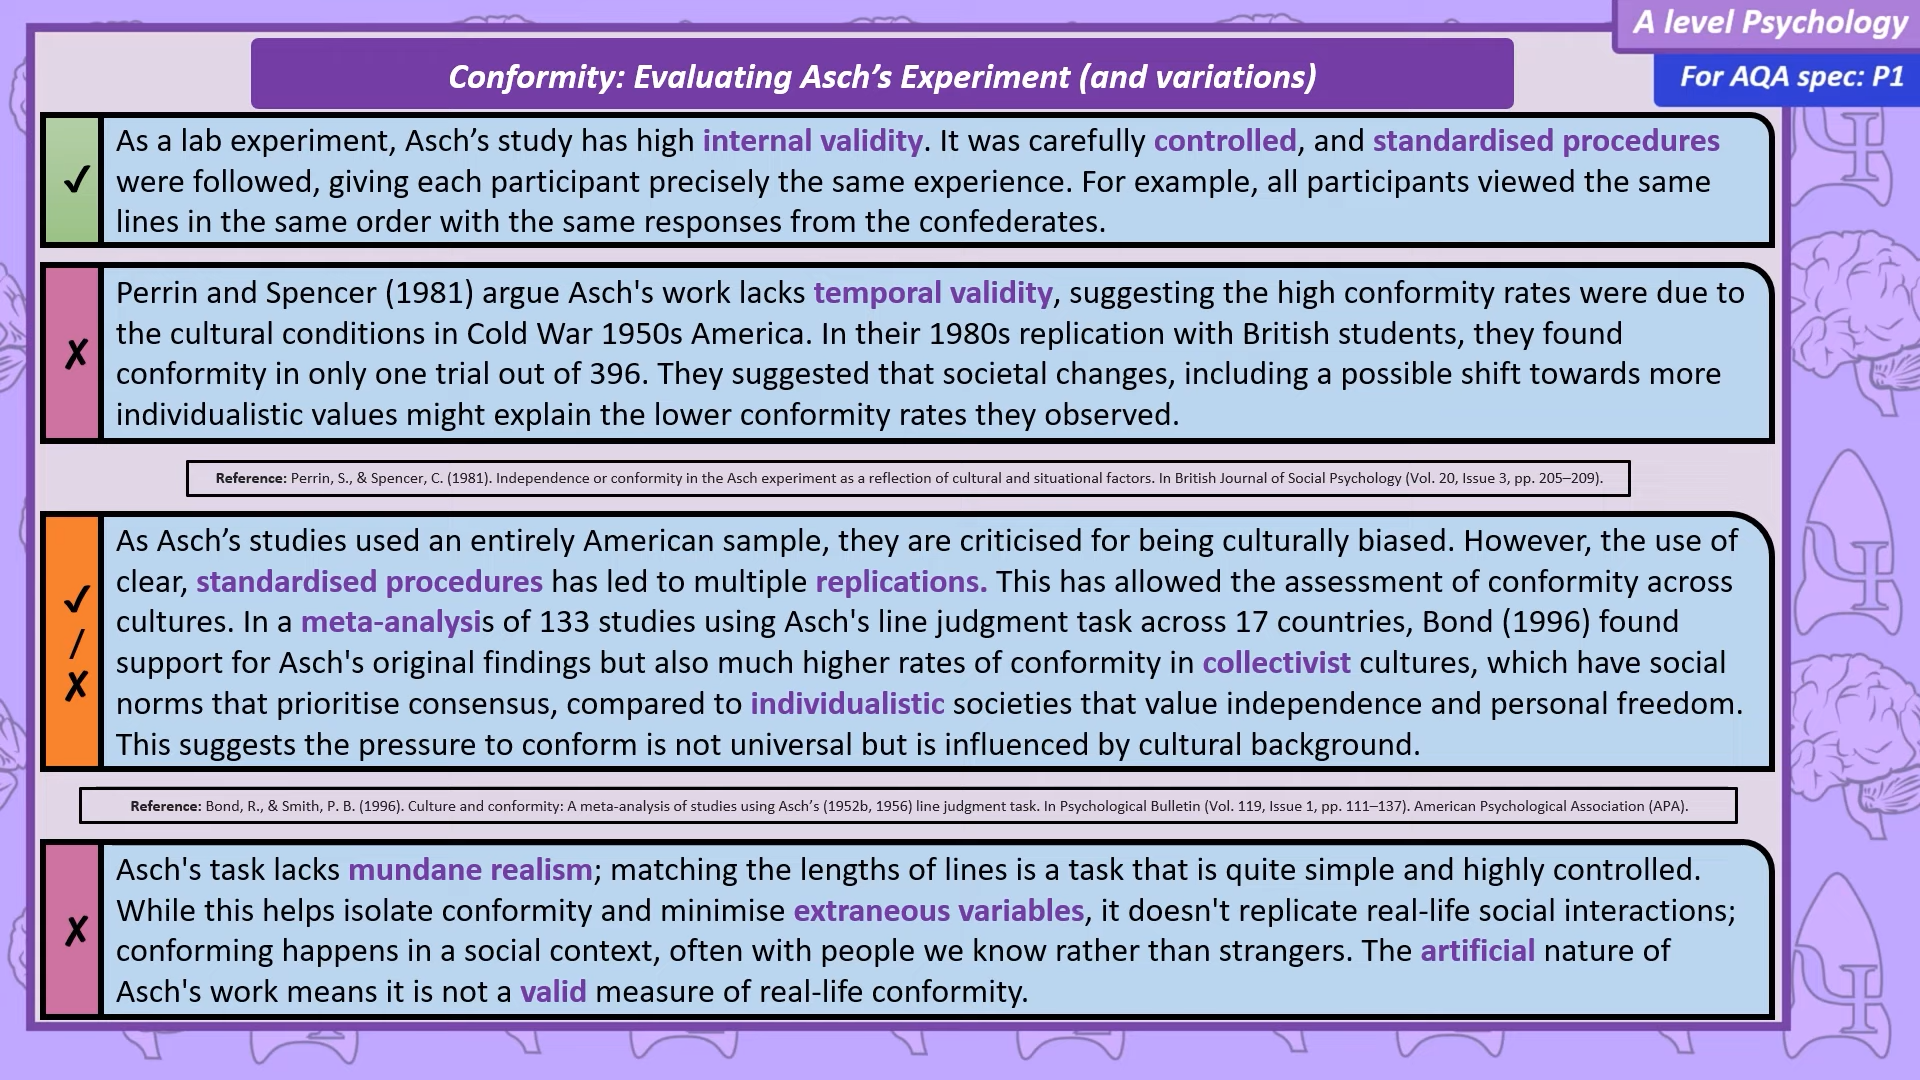 A level Psychology
For AQA spec: P1
Conformity: Evaluating Asch’s Experiment (and variations)
✓
As a lab experiment, Asch’s study has high internal validity. It was carefully controlled, and standardised procedures
were followed, giving each participant precisely the same experience. For example, all participants viewed the same
lines in the same order with the same responses from the confederates.
✗
Perrin and Spencer (1981) argue Asch's work lacks temporal validity, suggesting the high conformity rates were due to
the cultural conditions in Cold War 1950s America. In their 1980s replication with British students, they found
conformity in only one trial out of 396. They suggested that societal changes, including a possible shift towards more
individualistic values might explain the lower conformity rates they observed.
Reference: Perrin, S., & Spencer, C. (1981). Independence or conformity in the Asch experiment as a reflection of cultural and situational factors. In British Journal of Social Psychology (Vol. 20, Issue 3, pp. 205–209).
✓
/
✗
As Asch’s studies used an entirely American sample, they are criticised for being culturally biased. However, the use of
clear, standardised procedures has led to multiple replications. This has allowed the assessment of conformity across
cultures. In a meta-analysis of 133 studies using Asch's line judgment task across 17 countries, Bond (1996) found
support for Asch's original findings but also much higher rates of conformity in collectivist cultures, which have social
norms that prioritise consensus, compared to individualistic societies that value independence and personal freedom.
This suggests the pressure to conform is not universal but is influenced by cultural background.
Reference: Bond, R., & Smith, P. B. (1996). Culture and conformity: A meta-analysis of studies using Asch’s (1952b, 1956) line judgment task. In Psychological Bulletin (Vol. 119, Issue 1, pp. 111–137). American Psychological Association (APA).
✗
Asch's task lacks mundane realism; matching the lengths of lines is a task that is quite simple and highly controlled.
While this helps isolate conformity and minimise extraneous variables, it doesn't replicate real-life social interactions;
conforming happens in a social context, often with people we know rather than strangers. The artificial nature of
Asch's work means it is not a valid measure of real-life conformity.